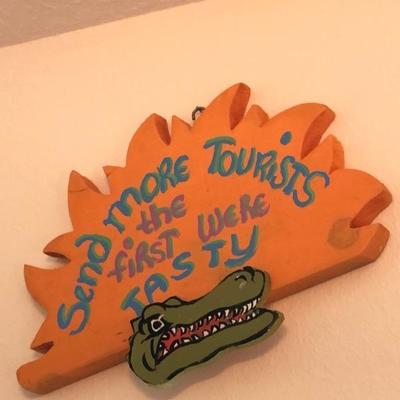 Send MORE TOURISTS
the
fiRST WERE
TASTY